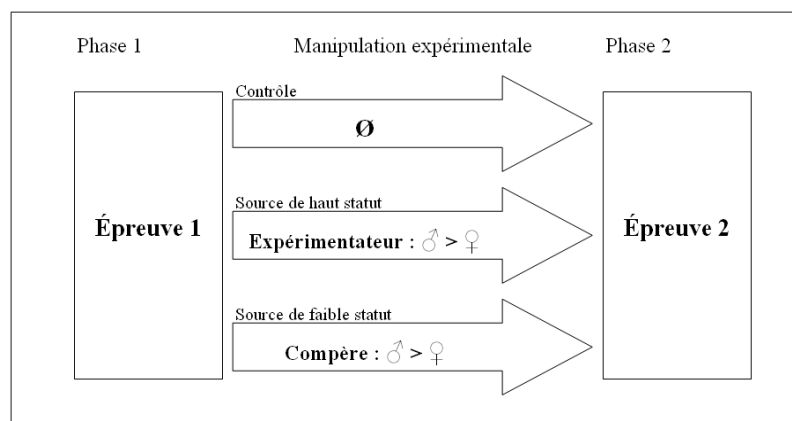 Phase 1
Manipulation expérimentale
Phase 2
Contrôle
Ø
Source de haut statut
Épreuve 1
Expérimentateur : ♂ > ♀
Épreuve 2
Source de faible statut
Compère : ♂ > ♀